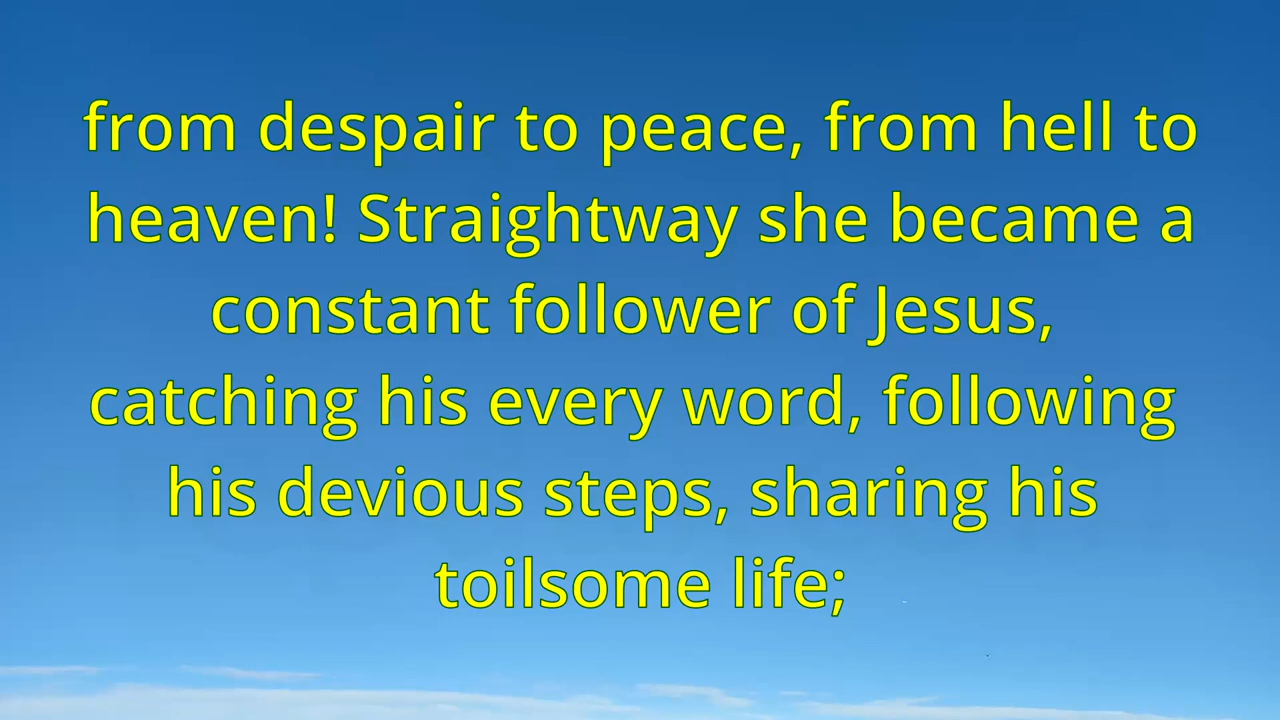 from despair to peace, from hell to
heaven! Straightway she became a
constant follower of Jesus,
catching his every word, following
his devious steps, sharing his
toilsome life;